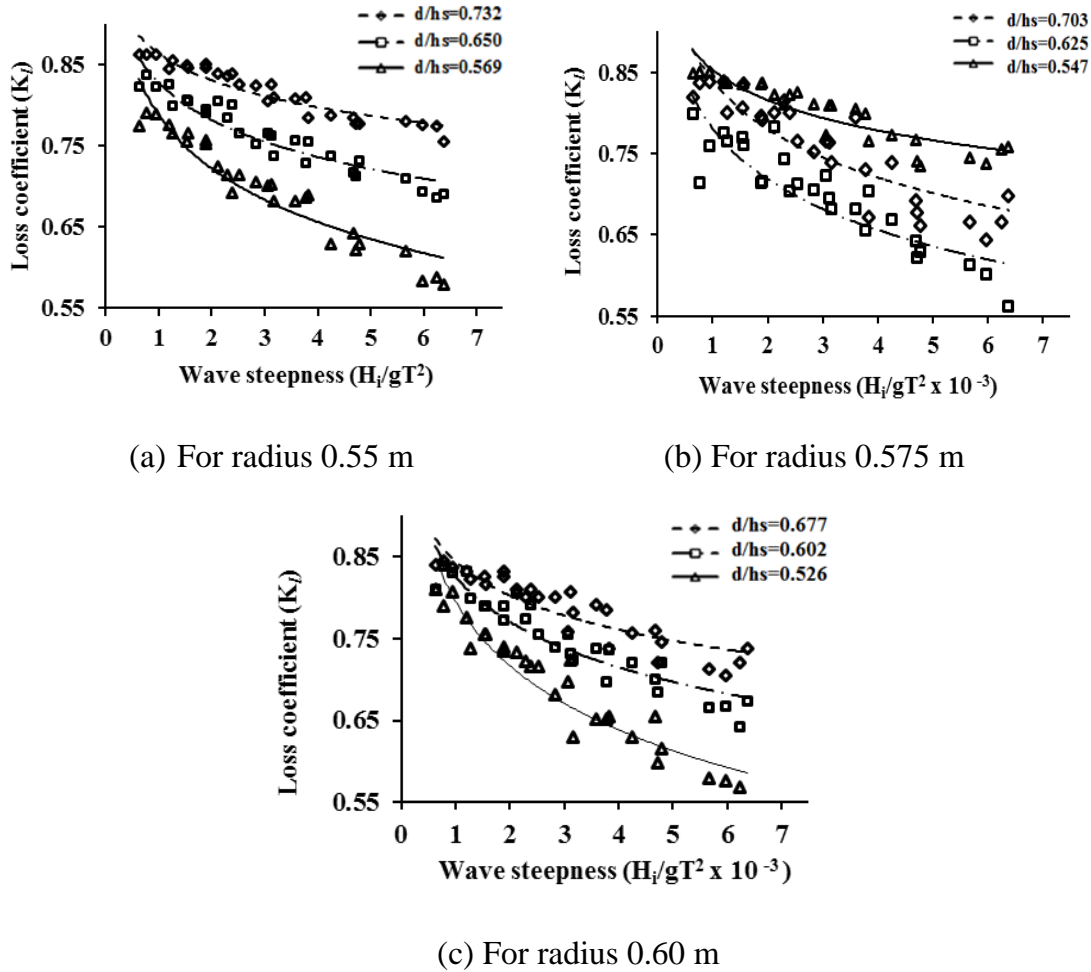 d/hs=0.732
d/hs=0.650
d/hs=0.569
0.85
0.75
0.65
0.55
Loss coefficient (Kl)
0 1 2 3 4 5 6 7
Wave steepness (Hi/gT²)
(a) For radius 0.55 m
d/hs=0.703
d/hs=0.625
d/hs=0.547
0.85
0.75
0.65
0.55
Loss coefficient (Kl)
0 1 2 3 4 5 6 7
Wave steepness (Hi/gT² x 10 -3)
(b) For radius 0.575 m
d/hs=0.677
d/hs=0.602
d/hs=0.526
0.85
0.75
0.65
0.55
Loss coefficient (Kl)
0 1 2 3 4 5 6 7
Wave steepness (Hi/gT² x 10 -3)
(c) For radius 0.60 m